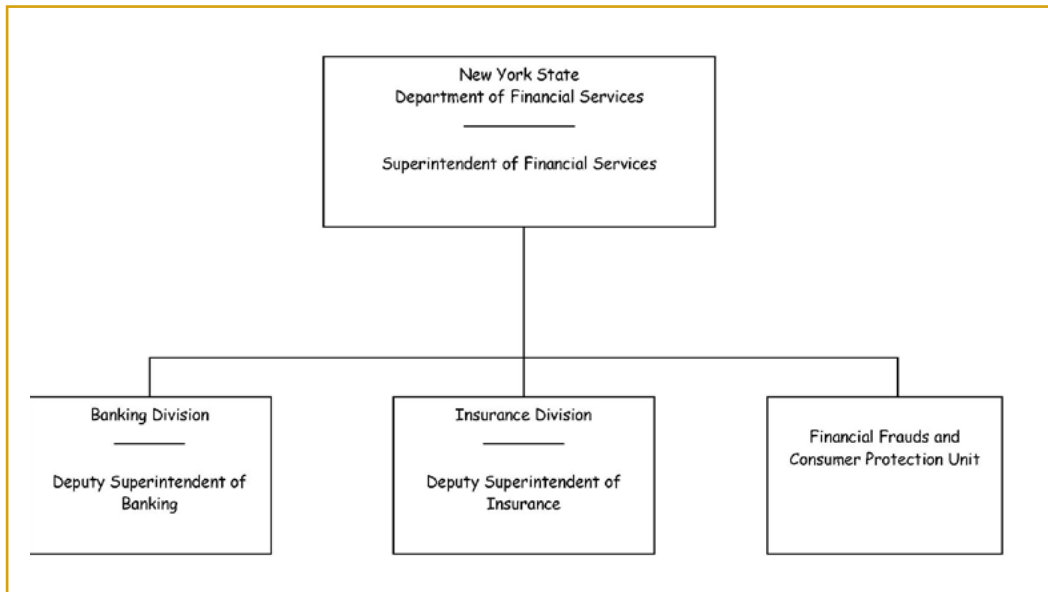 New York State
Department of Financial Services
Superintendent of Financial Services
Banking Division
Deputy Superintendent of
Banking
Insurance Division
Deputy Superintendent of
Insurance
Financial Frauds and
Consumer Protection Unit